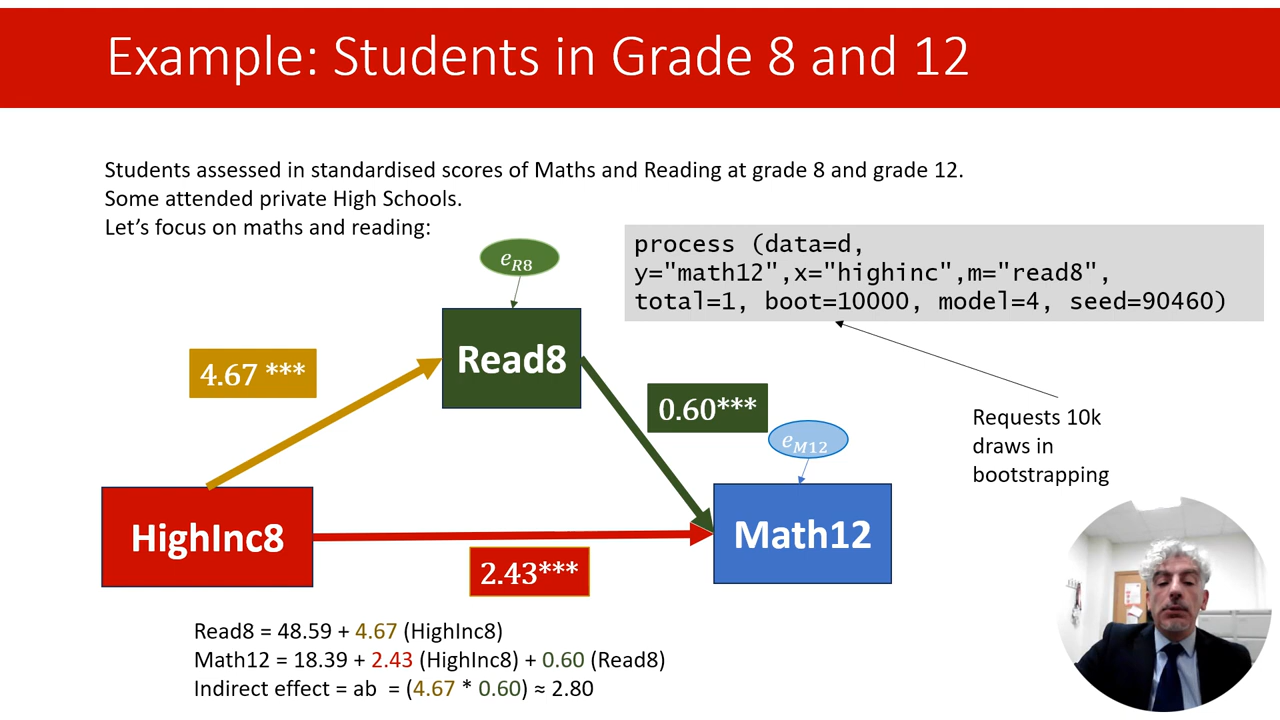 Example: Students in Grade 8 and 12
Students assessed in standardised scores of Maths and Reading at grade 8 and grade 12.
Some attended private High Schools.
Let’s focus on maths and reading:
process (data=d,
y="math12",x="highinc",m="read8",
total=1, boot=10000, model=4, seed=90460)
e_R8
Read8
4.67 ***
0.60***
e_M12
Requests 10k
draws in
bootstrapping
HighInc8
Math12
2.43***
Read8 = 48.59 + 4.67 (HighInc8)
Math12 = 18.39 + 2.43 (HighInc8) + 0.60 (Read8)
Indirect effect = ab = (4.67 * 0.60) ≈ 2.80